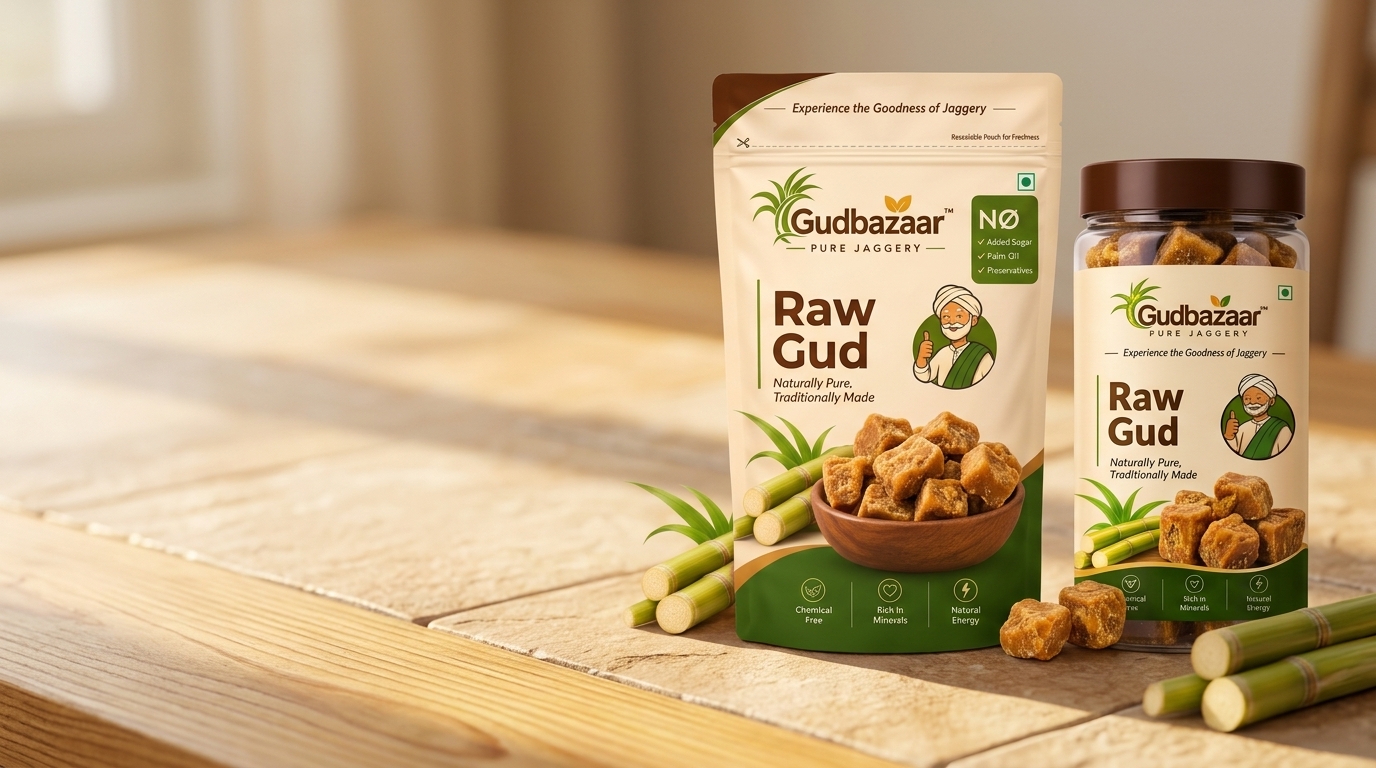 Experience the Goodness of Jaggery
Resealable Pouch for Freshness
Gudbazaar™
PURE JAGGERY
NØ
Added Sugar
Palm Oil
Preservatives
Raw
Gud
Naturally Pure,
Traditionally Made
Chemical
Free
Rich In
Minerals
Natural
Energy
Gudbazaar™
PURE JAGGERY
Experience the Goodness of Jaggery
Raw
Gud
Naturally Pure,
Traditionally Made
Minerals
Energy